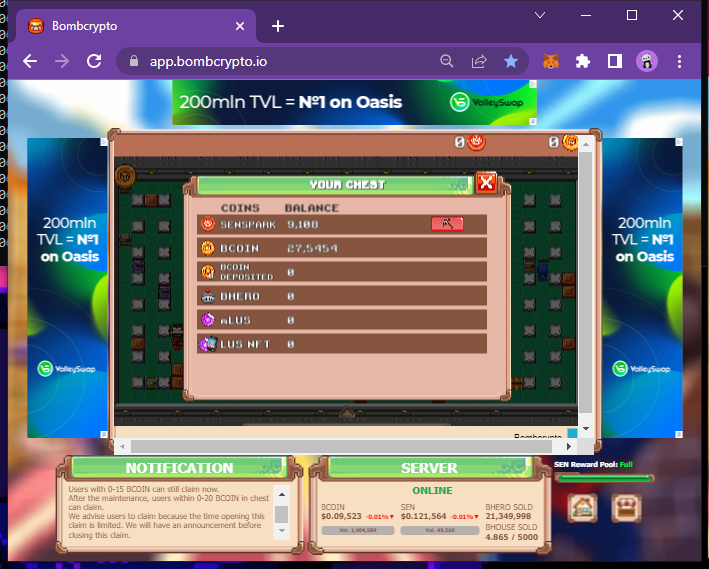 Bombcrypto
app.bombcrypto.io
200mln TVL = №1 on Oasis
ValleySwap
200mln
TVL = №1
on Oasis
ValleySwap
0
0
YOUR CHEST
COINS BALANCE
SENSPARK 9,108
BCOIN 27,5454
BCOIN
DEPOSITED 0
BHERO 0
mLUS 0
LUS NFT 0
200mln
TVL = №1
on Oasis
ValleySwap
Bombcrypto
NOTIFICATION
Users with 0-15 BCOIN can still claim now.
After the maintenance, users within 0-20 BCOIN in chest
can claim.
We advise users to claim because the time opening this
claim is limited. We will have an announcement before
closing this claim.
SERVER
ONLINE
BCOIN SEN BHERO SOLD
$0.09,523 -0.01%▼ $0.121,564 -0.01%▼ 21,349,998
BHOUSE SOLD
4.865 / 5000
SEN Reward Pool: Full